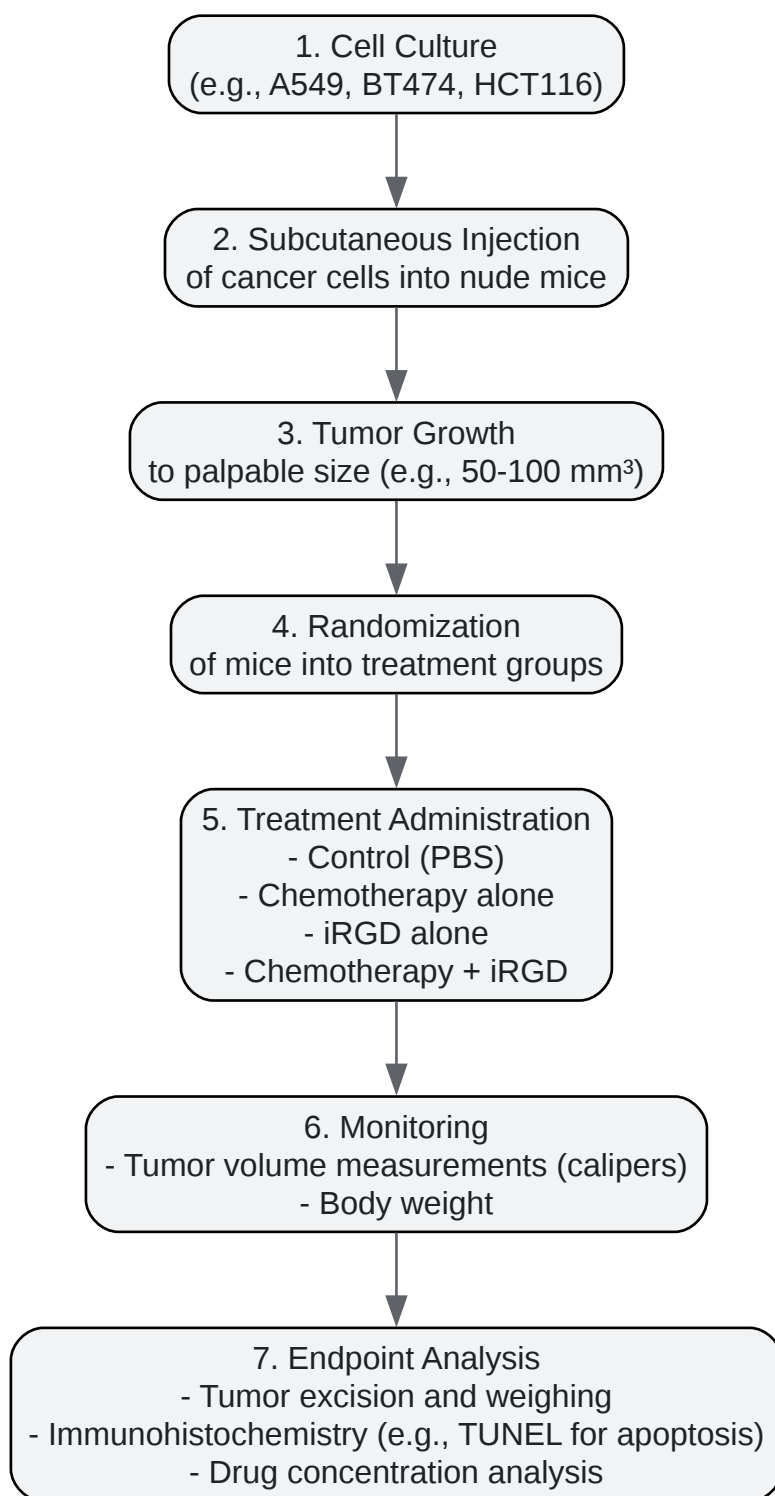 1. Cell Culture
(e.g., A549, BT474, HCT116)
2. Subcutaneous Injection
of cancer cells into nude mice
3. Tumor Growth
to palpable size (e.g., 50-100 mm³)
4. Randomization
of mice into treatment groups
5. Treatment Administration
- Control (PBS)
- Chemotherapy alone
- iRGD alone
- Chemotherapy + iRGD
6. Monitoring
- Tumor volume measurements (calipers)
- Body weight
7. Endpoint Analysis
- Tumor excision and weighing
- Immunohistochemistry (e.g., TUNEL for apoptosis)
- Drug concentration analysis